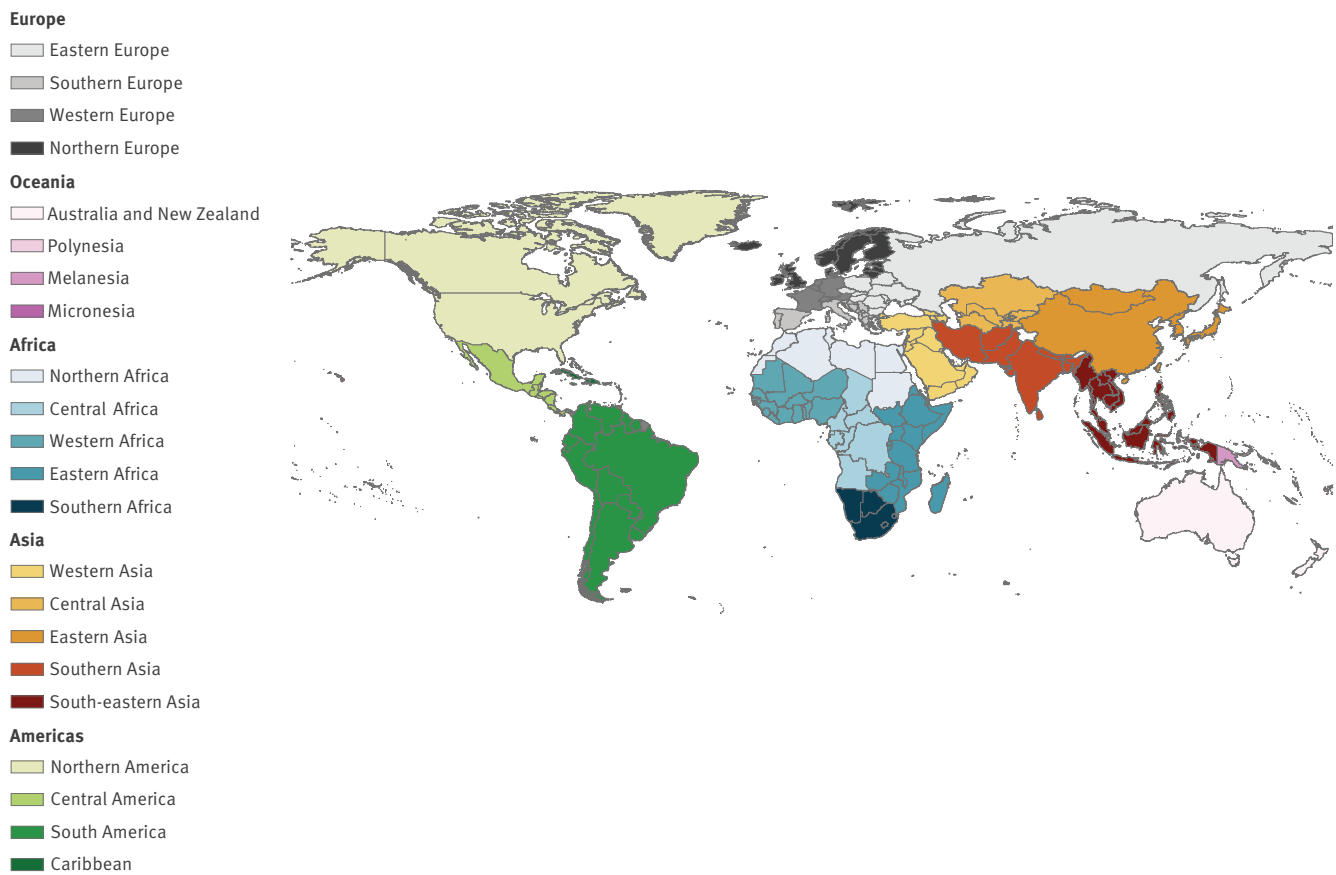 Europe
Eastern Europe
Southern Europe
Western Europe
Northern Europe
Oceania
Australia and New Zealand
Polynesia
Melanesia
Micronesia
Africa
Northern Africa
Central Africa
Western Africa
Eastern Africa
Southern Africa
Asia
Western Asia
Central Asia
Eastern Asia
Southern Asia
South-eastern Asia
Americas
Northern America
Central America
South America
Caribbean